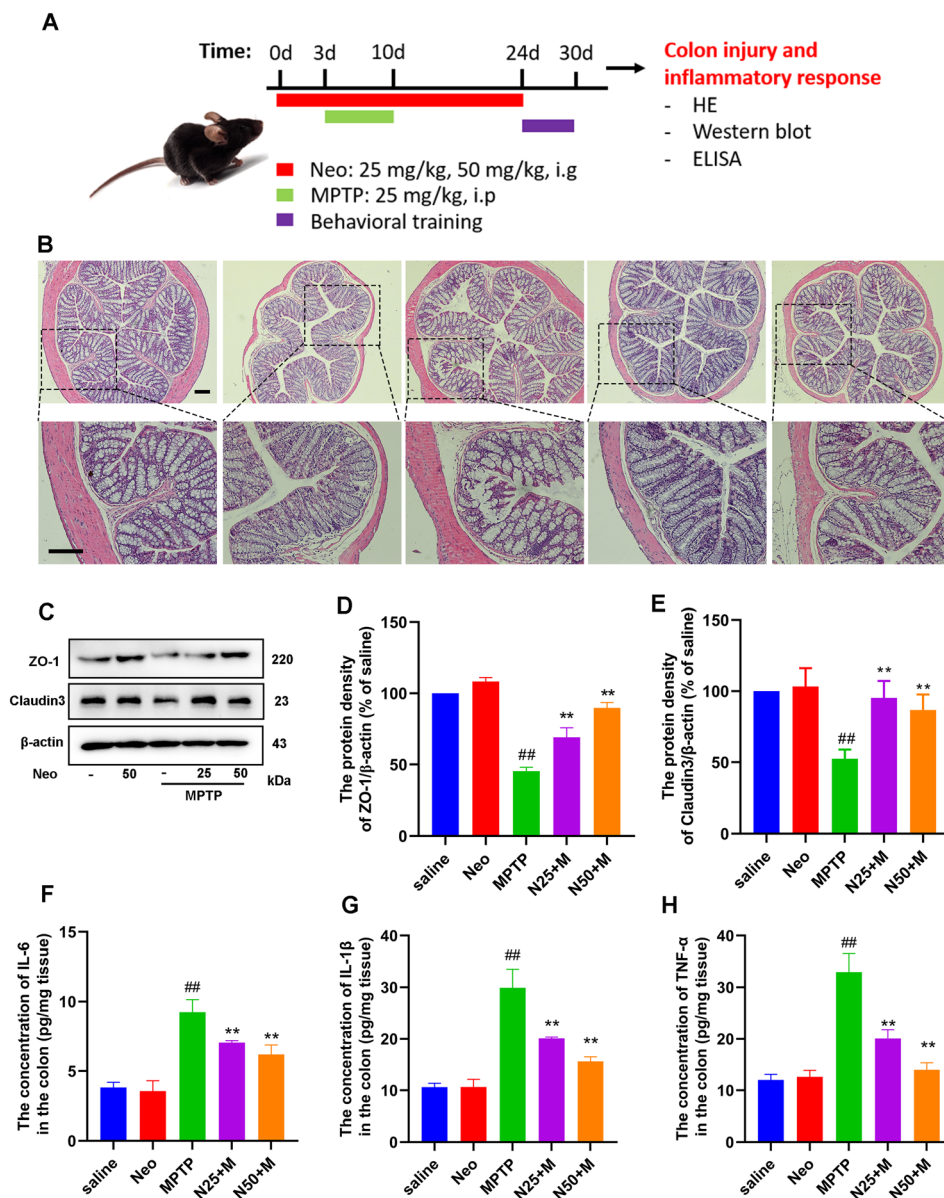 A
Time: 0d 3d 10d 24d 30d
Colon injury and
inflammatory response
- HE
- Western blot
- ELISA
Neo: 25 mg/kg, 50 mg/kg, i.g
MPTP: 25 mg/kg, i.p
Behavioral training
B
C
ZO-1 220
Claudin3 23
β-actin 43
Neo - 50 - 25 50 kDa
MPTP
D
The protein density
of ZO-1/β-actin (% of saline)
150
100
50
0
##
**
**
saline Neo MPTP N25+M N50+M
E
The protein density
of Claudin3/β-actin (% of saline)
150
100
50
0
##
**
**
saline Neo MPTP N25+M N50+M
F
The concentration of IL-6
in the colon (pg/mg tissue)
15
10
5
0
##
**
**
saline Neo MPTP N25+M N50+M
G
The concentration of IL-1β
in the colon (pg/mg tissue)
40
30
20
10
0
##
**
**
saline Neo MPTP N25+M N50+M
H
The concentration of TNF-α
in the colon (pg/mg tissue)
40
30
20
10
0
##
**
**
saline Neo MPTP N25+M N50+M